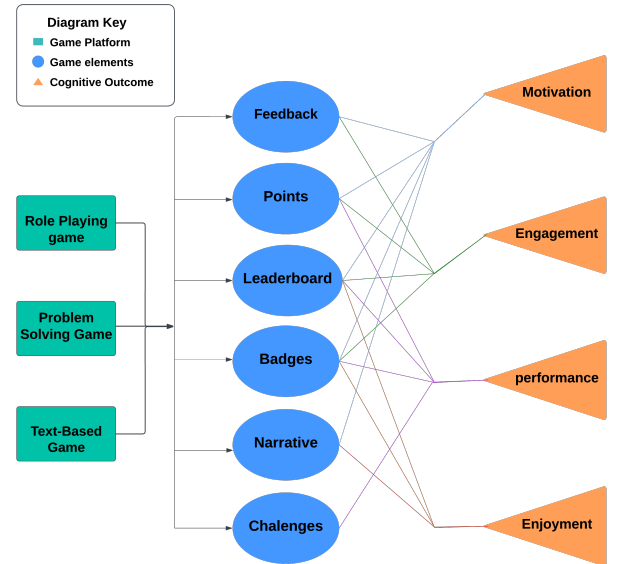 Diagram Key
Game Platform
Game elements
Cognitive Outcome
Role Playing
game
Problem
Solving Game
Text-Based
Game
Feedback
Points
Leaderboard
Badges
Narrative
Chalenges
Motivation
Engagement
performance
Enjoyment